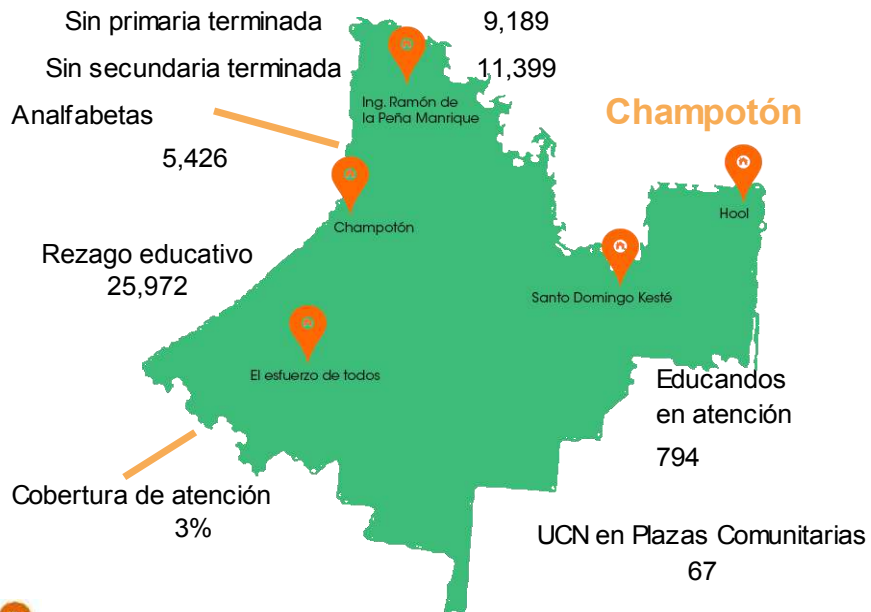 Sin primaria terminada 9,189
Sin secundaria terminada 11,399
Analfabetas
5,426
Ing. Ramón de
la Peña Manrique
Champotón
Hool
Champotón
Rezago educativo
25,972
Santo Domingo Kesté
El esfuerzo de todos
Educandos
en atención
794
Cobertura de atención
3%
UCN en Plazas Comunitarias
67